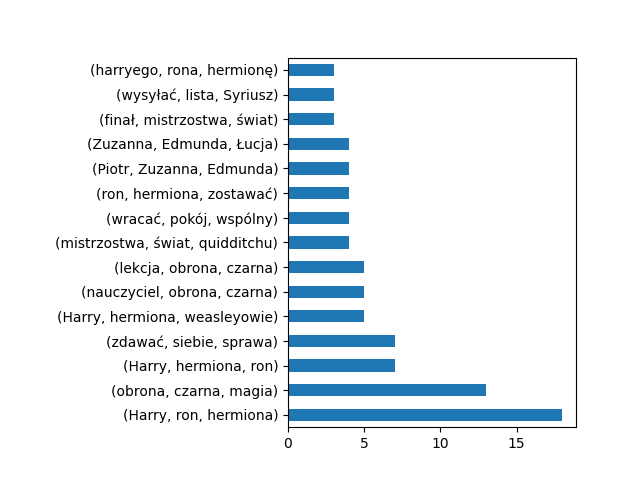 (harryego, rona, hermionę)
(wysyłać, lista, Syriusz)
(finał, mistrzostwa, świat)
(Zuzanna, Edmunda, Łucja)
(Piotr, Zuzanna, Edmunda)
(ron, hermiona, zostawać)
(wracać, pokój, wspólny)
(mistrzostwa, świat, quidditchu)
(lekcja, obrona, czarna)
(nauczyciel, obrona, czarna)
(Harry, hermiona, weasleyowie)
(zdawać, siebie, sprawa)
(Harry, hermiona, ron)
(obrona, czarna, magia)
(Harry, ron, hermiona)
0 5 10 15